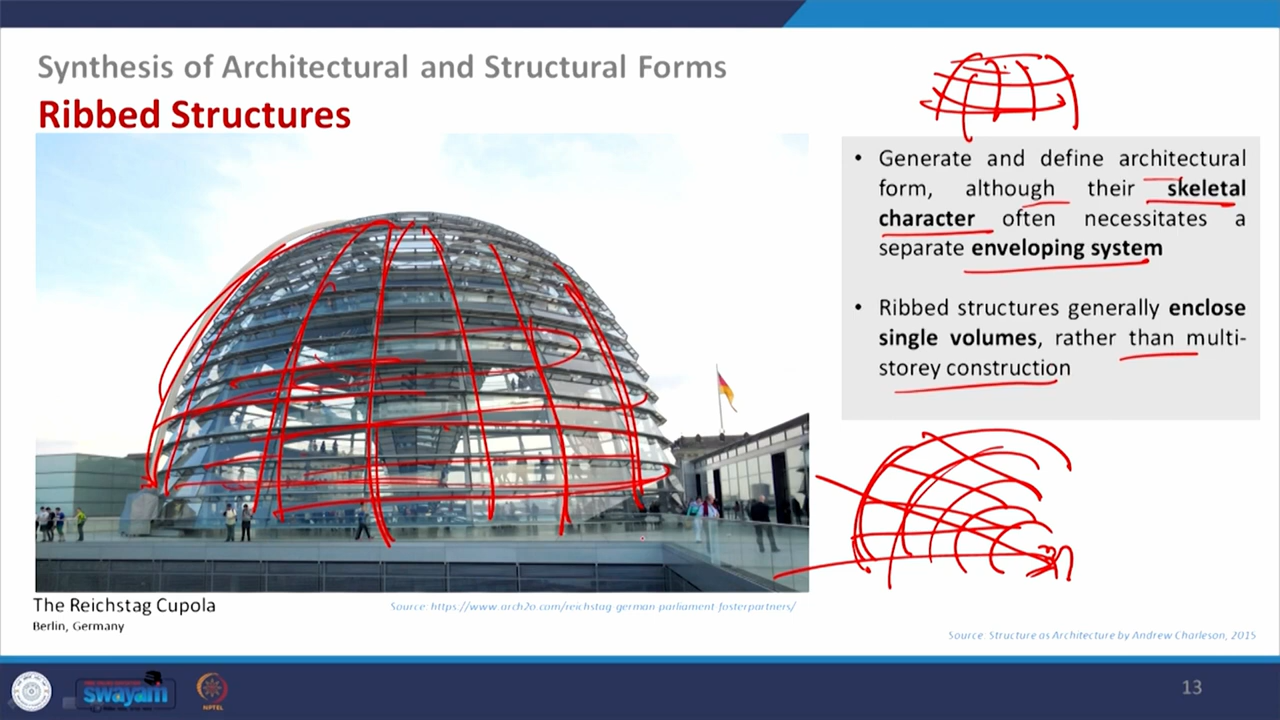 Synthesis of Architectural and Structural Forms
Ribbed Structures
• Generate and define architectural
form, although their skeletal
character often necessitates a
separate enveloping system
• Ribbed structures generally enclose
single volumes, rather than multi-
storey construction
The Reichstag Cupola
Berlin, Germany
Source: https://www.arch2o.com/reichstag-german-parliament-fosterpartners/
Source: Structure as Architecture by Andrew Charleson, 2015
swayam
NPTEL
13